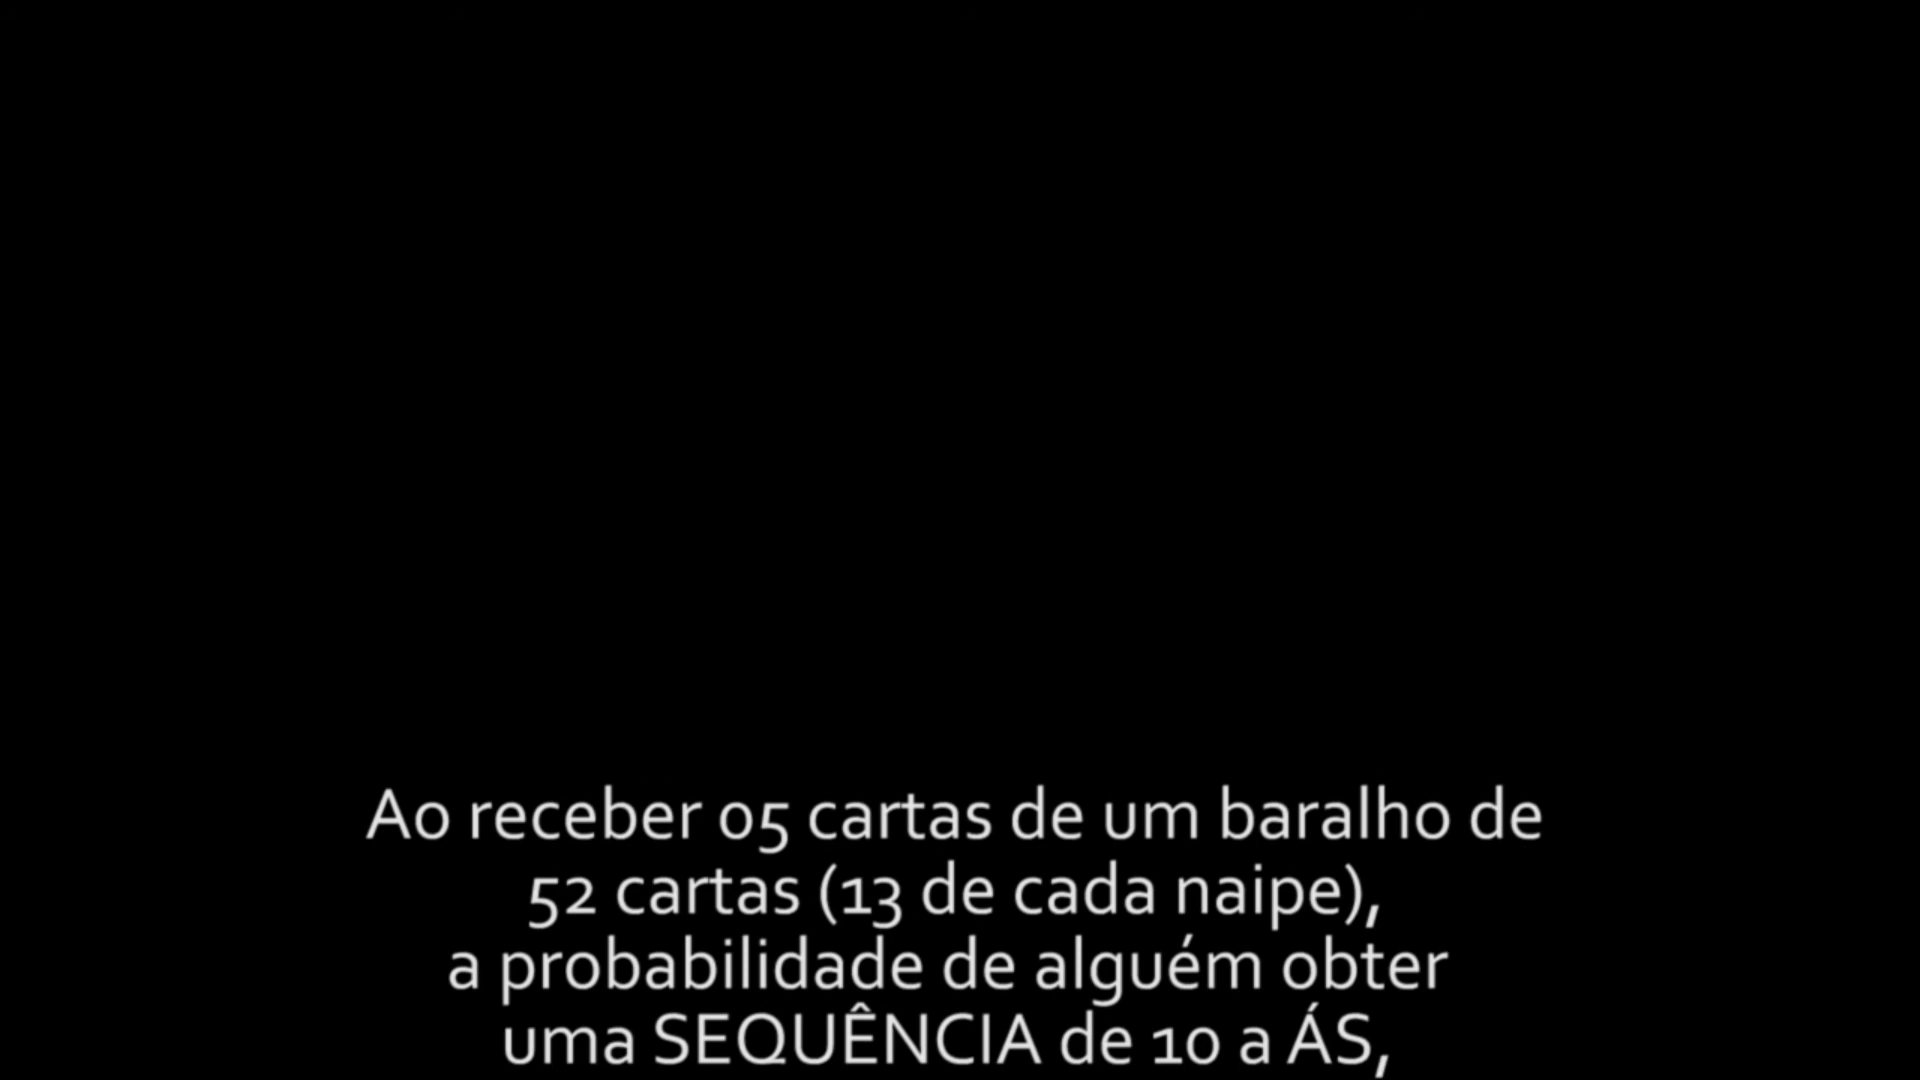 Ao receber 05 cartas de um baralho de
52 cartas (13 de cada naipe),
a probabilidade de alguém obter
uma SEQUÊNCIA de 10 a ÁS,